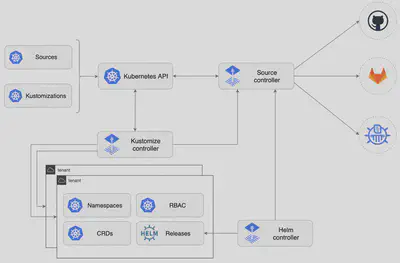 Sources
Kustomizations
Kubernetes API
Source
controller
Kustomize
controller
tenant
tenant
Namespaces
RBAC
CRDs
HELM
Releases
Helm
controller